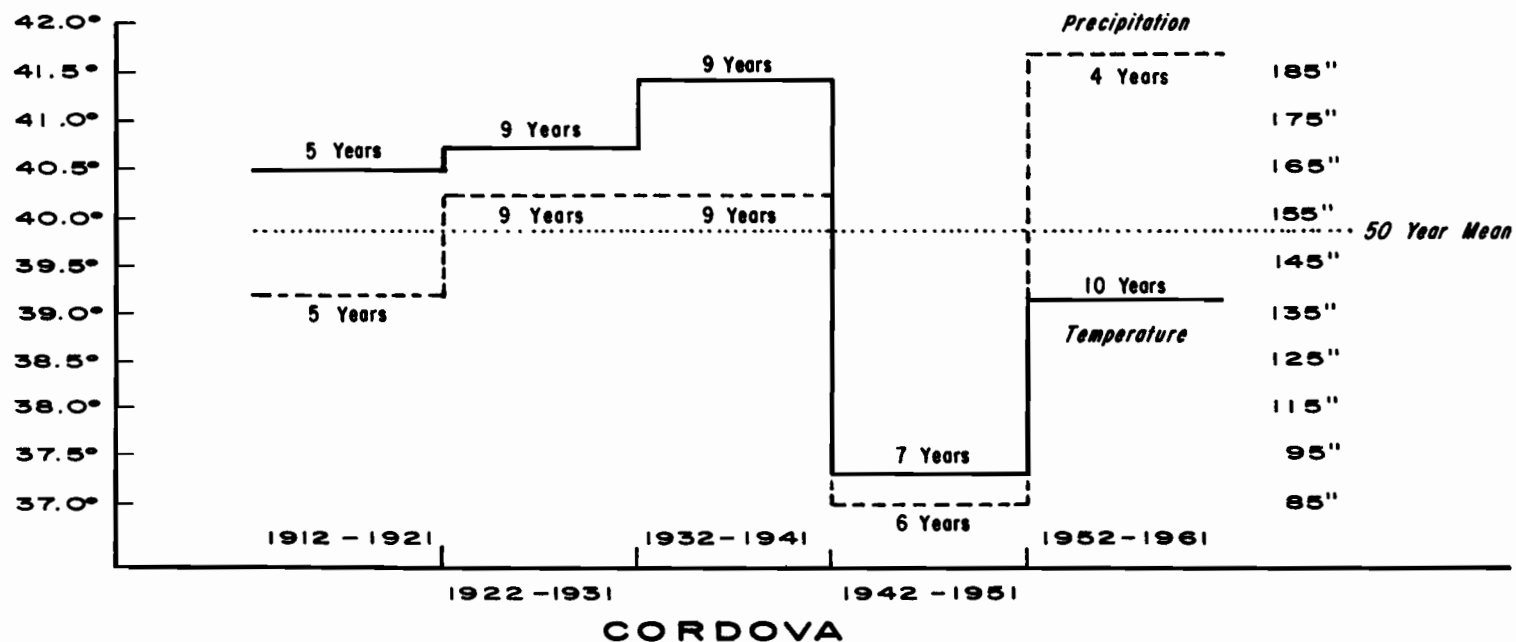 42.0°
Precipitation
41.5°
9 Years
4 Years
185"
41.0°
9 Years
175"
5 Years
40.5°
165"
40.0°
9 Years
9 Years
155"
50 Year Mean
39.5°
145"
10 Years
39.0°
5 Years
135"
Temperature
38.5°
125"
38.0°
115"
37.5°
7 Years
95"
37.0°
85"
6 Years
1912-1921
1932-1941
1952-1961
1922-1931
1942-1951
CORDOVA